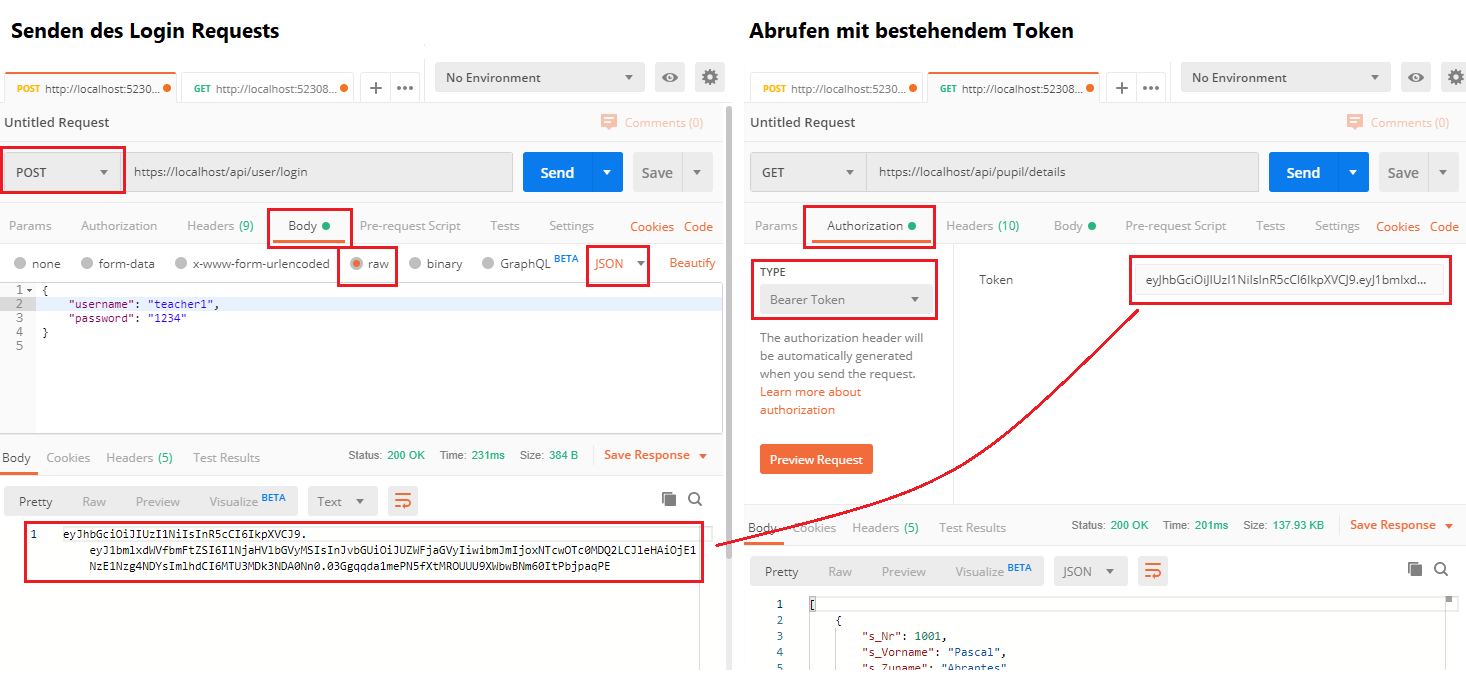 Senden des Login Requests
POST http://localhost:5230...
GET http://localhost:52308...
No Environment
Untitled Request
Comments (0)
POST
https://localhost/api/user/login
Send
Save
Params Authorization Headers (9) Body Pre-request Script Tests Settings Cookies Code
none form-data x-www-form-urlencoded raw binary GraphQL BETA JSON Beautify
1 {
2 "username": "teacher1",
3 "password": "1234"
4 }
5
Body Cookies Headers (5) Test Results Status: 200 OK Time: 231ms Size: 384 B Save Response
Pretty Raw Preview Visualize BETA Text
1 eyJhbGciOiJIUzI1NiIsInR5cCI6IkpXVCJ9.
eyJ1bmlxdWVfbmFtZSI6IlNjaHVlbGVyMSIsInJvbGUiOiJUZWFjaGVyIiwibmJmIjoxNTcwOTc0MDQ2LCJleHAiOjE1
NzE1Nzg4NDYsImlhdCI6MTU3MDk3NDA0Nn0.03Ggqqda1mePN5fXtMROUUU9XWbwBNm60ItPbjpaqPE
Abrufen mit bestehendem Token
POST http://localhost:5230...
GET http://localhost:52308...
No Environment
Untitled Request
Comments (0)
GET
https://localhost/api/pupil/details
Send
Save
Params Authorization Headers (10) Body Pre-request Script Tests Settings Cookies Code
TYPE
Bearer Token
The authorization header will
be automatically generated
when you send the request.
Learn more about
authorization
Preview Request
Token
eyJhbGciOiJIUzI1NiIsInR5cCI6IkpXVCJ9.eyJ1bmlxd...
Body Cookies Headers (5) Test Results Status: 200 OK Time: 201ms Size: 137.93 KB Save Response
Pretty Raw Preview Visualize BETA JSON
1 [
2 {
3 "s_Nr": 1001,
4 "s_Vorname": "Pascal",
5 "s_Zuname": "Abrantes"